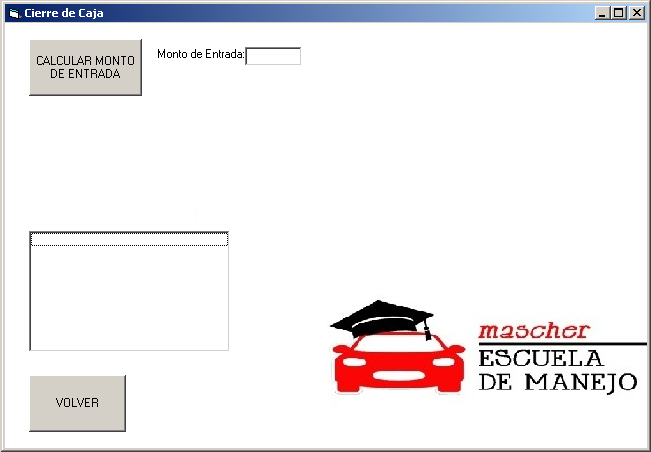 Cierre de Caja
CALCULAR MONTO
DE ENTRADA
Monto de Entrada:
mascher
ESCUELA
DE MANEJO
VOLVER